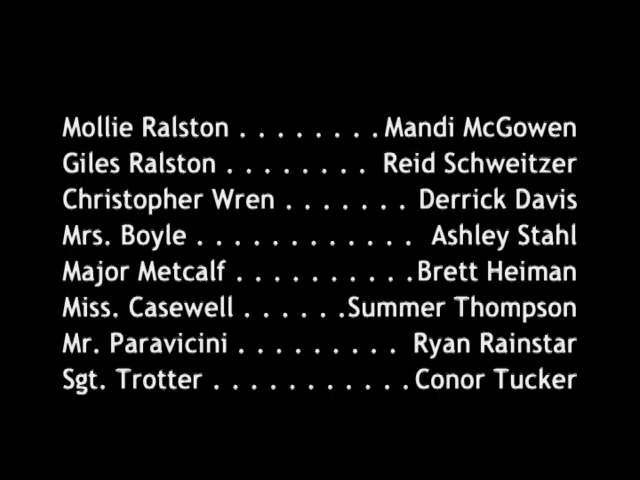 Mollie Ralston . . . . . . . . Mandi McGowen
Giles Ralston . . . . . . . . Reid Schweitzer
Christopher Wren . . . . . . . Derrick Davis
Mrs. Boyle . . . . . . . . . . . . Ashley Stahl
Major Metcalf . . . . . . . . . . Brett Heiman
Miss. Casewell . . . . . . Summer Thompson
Mr. Paravicini . . . . . . . . . Ryan Rainstar
Sgt. Trotter . . . . . . . . . . . Conor Tucker